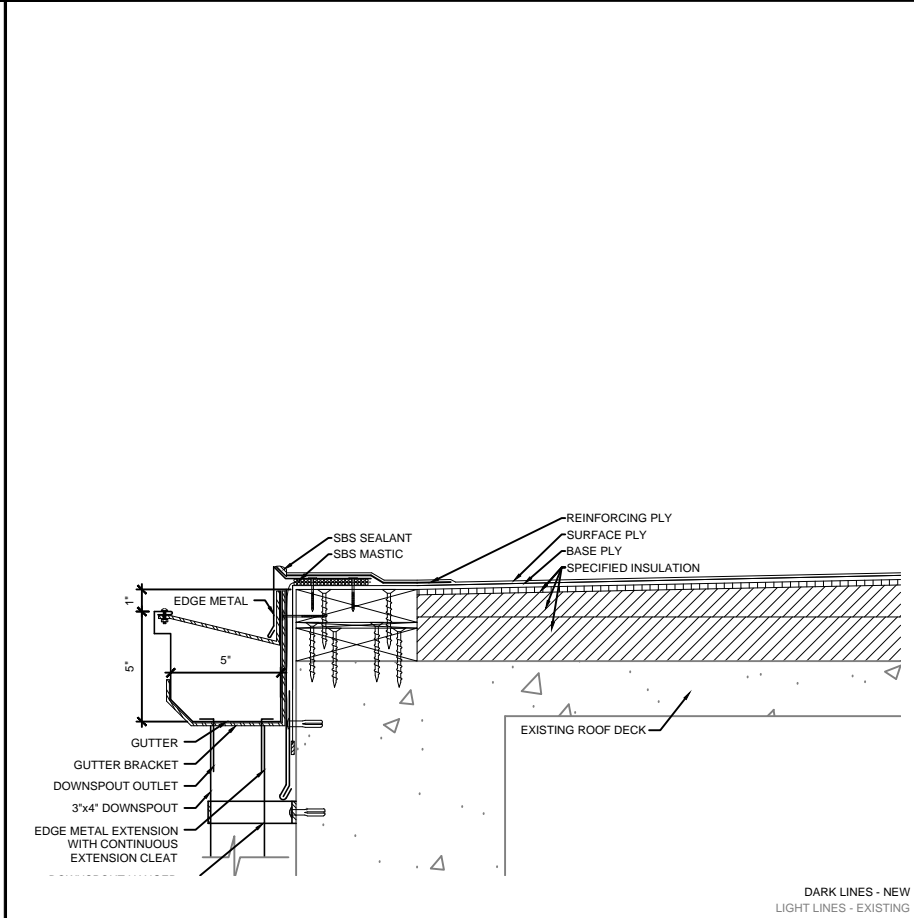 REINFORCING PLY
SURFACE PLY
BASE PLY
SPECIFIED INSULATION
SBS SEALANT
SBS MASTIC
EDGE METAL
1"
5"
5"
EXISTING ROOF DECK
GUTTER
GUTTER BRACKET
DOWNSPOUT OUTLET
3"x4" DOWNSPOUT
EDGE METAL EXTENSION
WITH CONTINUOUS
EXTENSION CLEAT
DARK LINES - NEW
LIGHT LINES - EXISTING